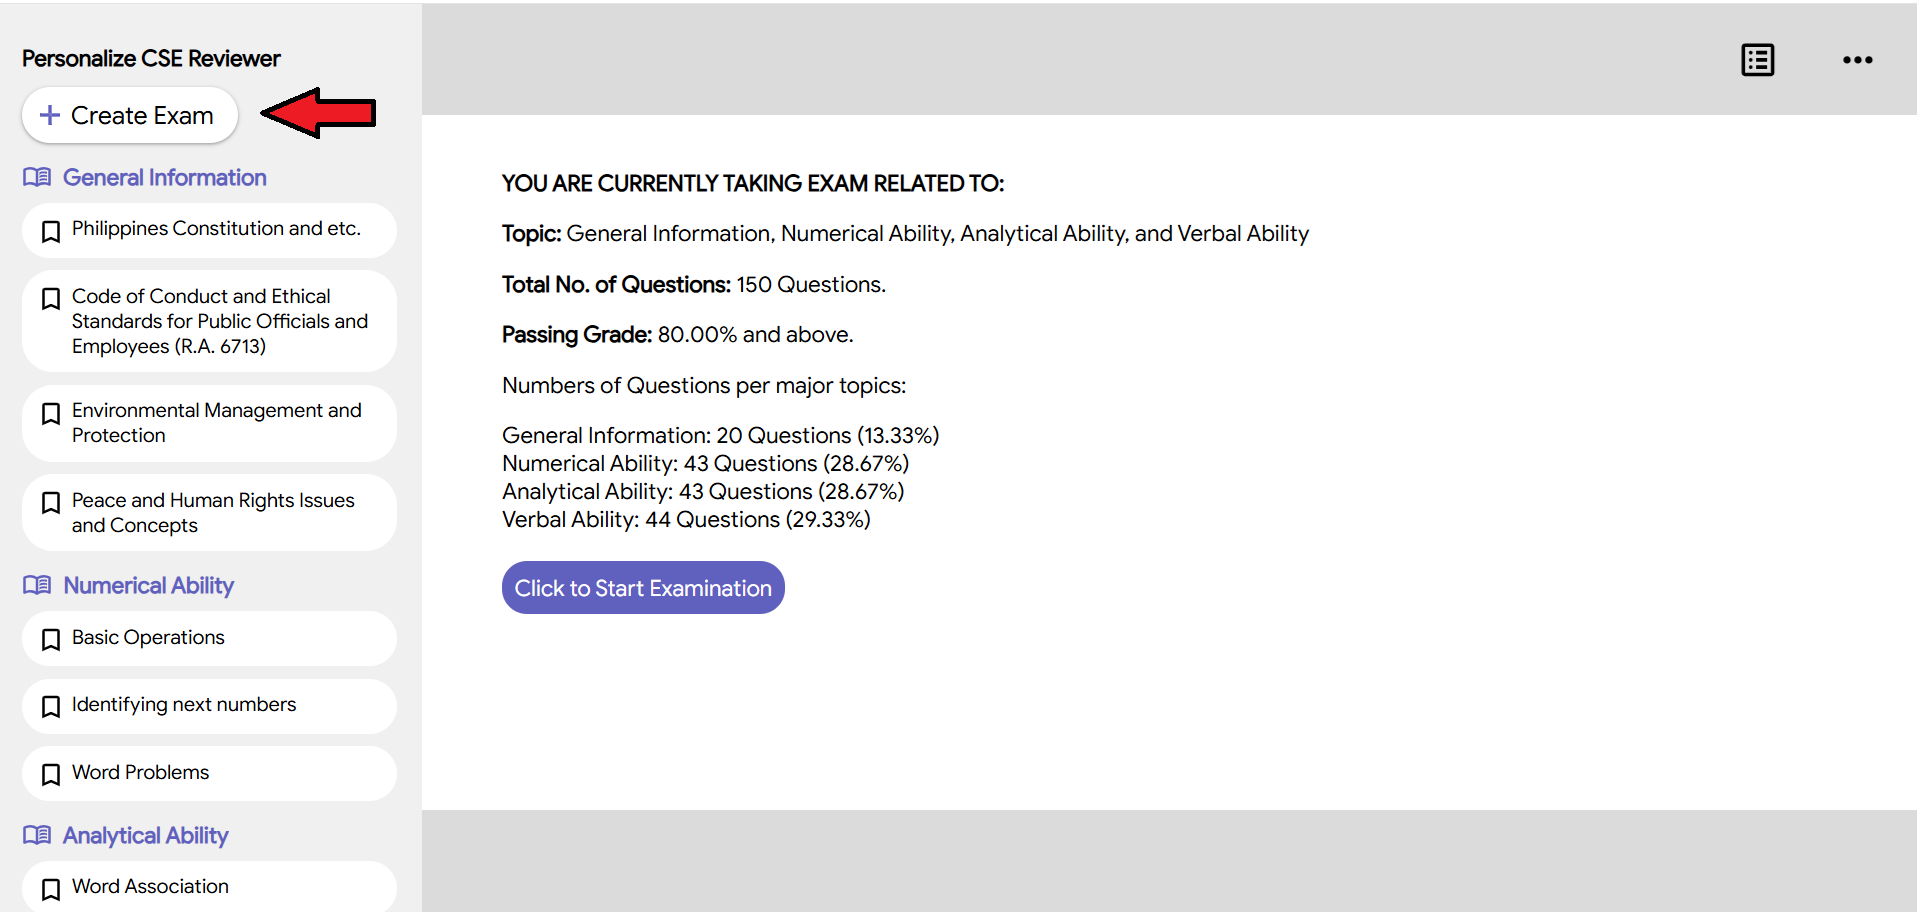 Personalize CSE Reviewer
+ Create Exam
General Information
Philippines Constitution and etc.
Code of Conduct and Ethical
Standards for Public Officials and
Employees (R.A. 6713)
Environmental Management and
Protection
Peace and Human Rights Issues
and Concepts
Numerical Ability
Basic Operations
Identifying next numbers
Word Problems
Analytical Ability
Word Association
YOU ARE CURRENTLY TAKING EXAM RELATED TO:
Topic: General Information, Numerical Ability, Analytical Ability, and Verbal Ability
Total No. of Questions: 150 Questions.
Passing Grade: 80.00% and above.
Numbers of Questions per major topics:
General Information: 20 Questions (13.33%)
Numerical Ability: 43 Questions (28.67%)
Analytical Ability: 43 Questions (28.67%)
Verbal Ability: 44 Questions (29.33%)
Click to Start Examination